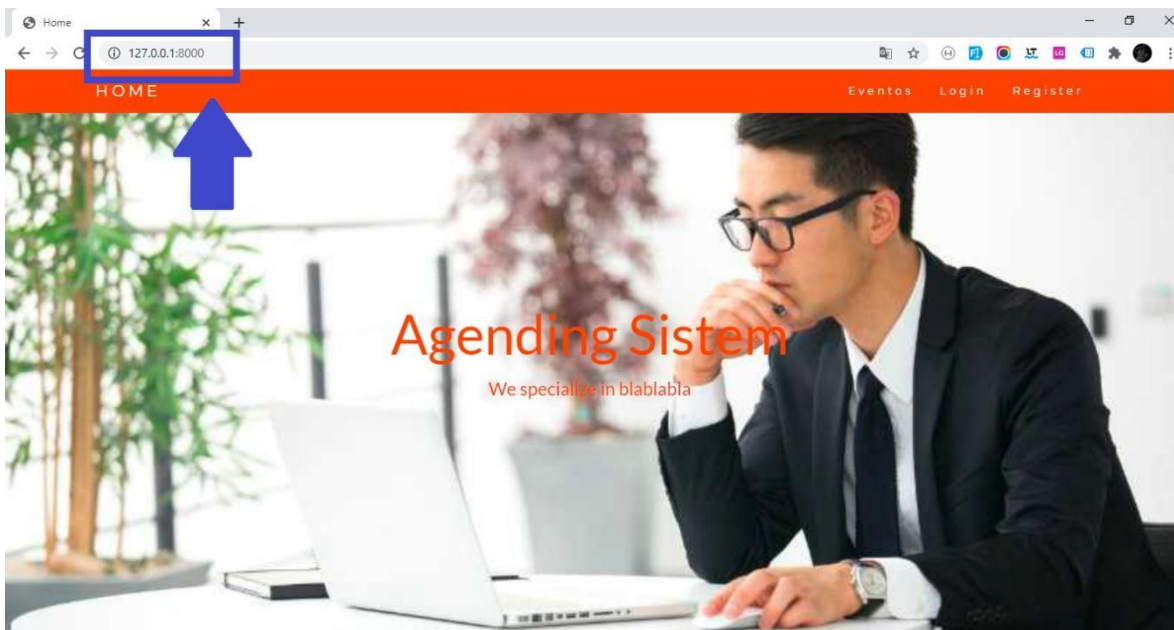 Home
127.0.0.1:8000
HOME Eventos Login Register
Agending Sistem
We specialize in blablabla